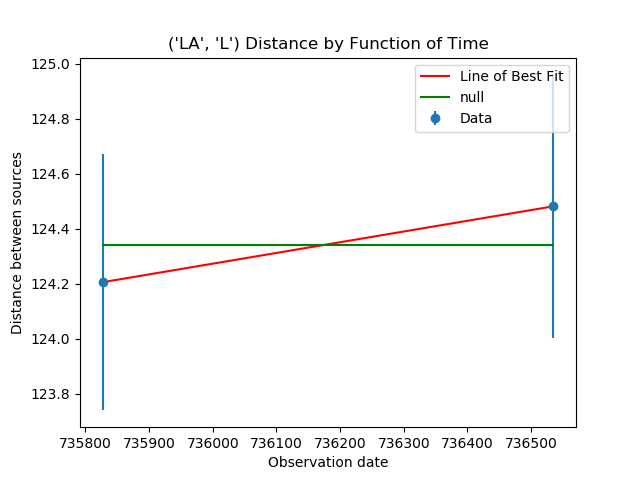 ('LA', 'L') Distance by Function of Time
125.0
124.8
124.6
124.4
124.2
124.0
123.8
Distance between sources
Line of Best Fit
null
Data
735800 735900 736000 736100 736200 736300 736400 736500
Observation date